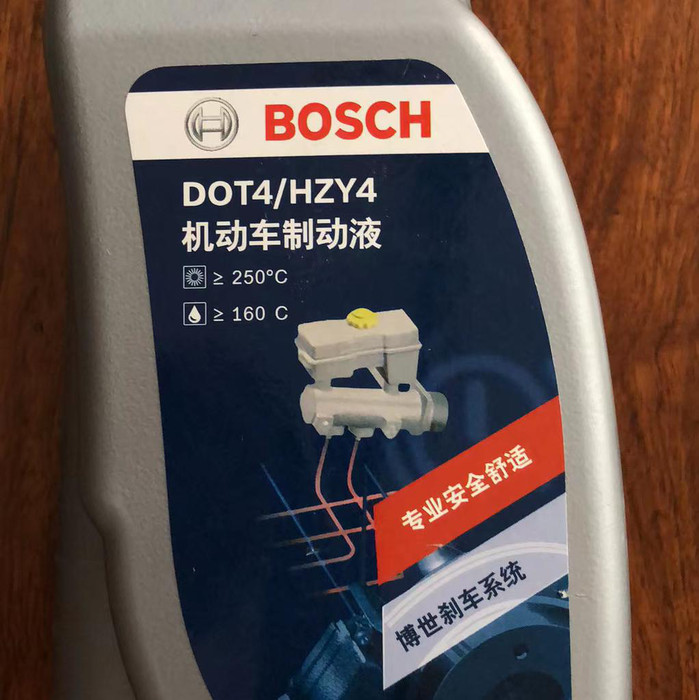 BOSCH
DOT4/HZY4
机动车制动液
≥ 250°C
≥ 160 C
专业安全舒适
博世刹车系统